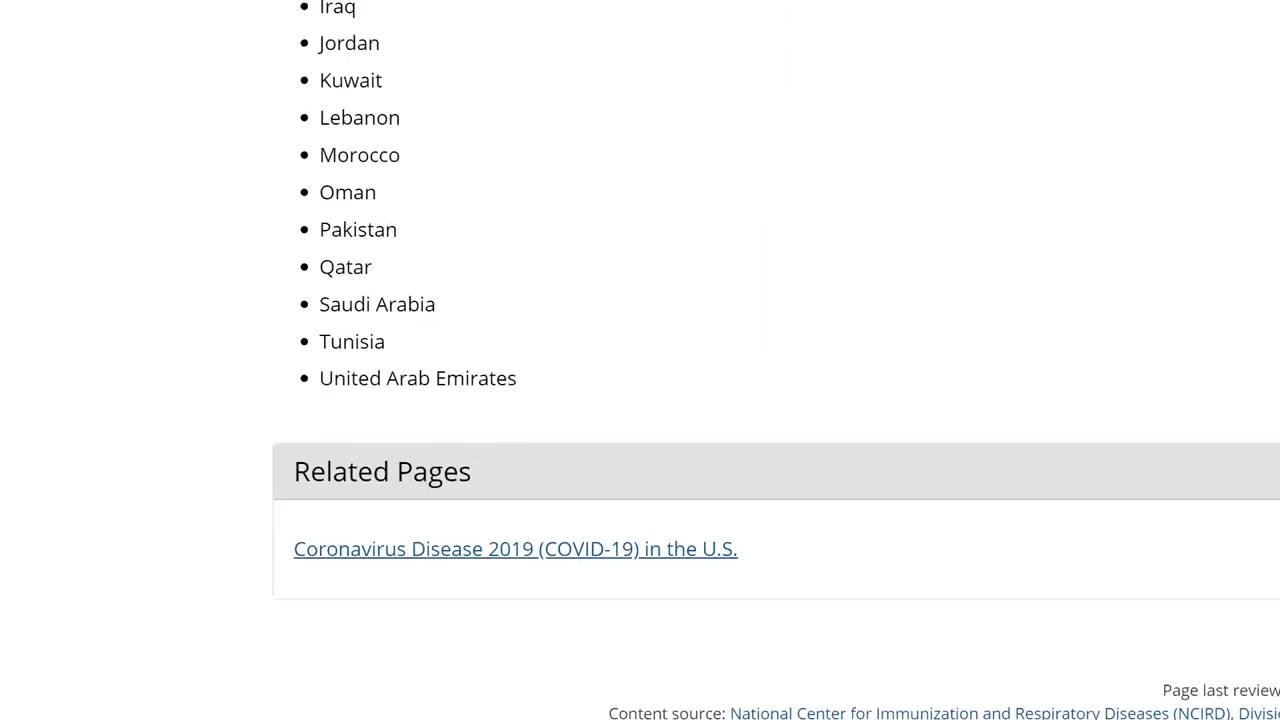 • Iraq
• Jordan
• Kuwait
• Lebanon
• Morocco
• Oman
• Pakistan
• Qatar
• Saudi Arabia
• Tunisia
• United Arab Emirates
Related Pages
Coronavirus Disease 2019 (COVID-19) in the U.S.
Page last review
Content source: National Center for Immunization and Respiratory Diseases (NCIRD), Divisi